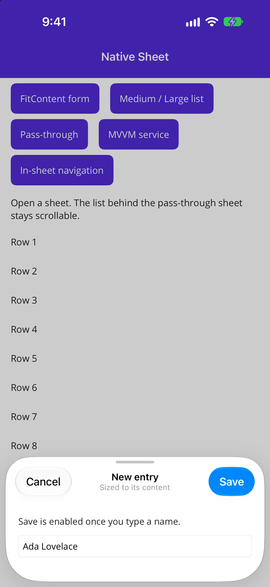 9:41
Native Sheet
FitContent form
Medium / Large list
Pass-through
MVVM service
In-sheet navigation
Open a sheet. The list behind the pass-through sheet
stays scrollable.
Row 1
Row 2
Row 3
Row 4
Row 5
Row 6
Row 7
Row 8
Cancel
New entry
Sized to its content
Save
Save is enabled once you type a name.
Ada Lovelace